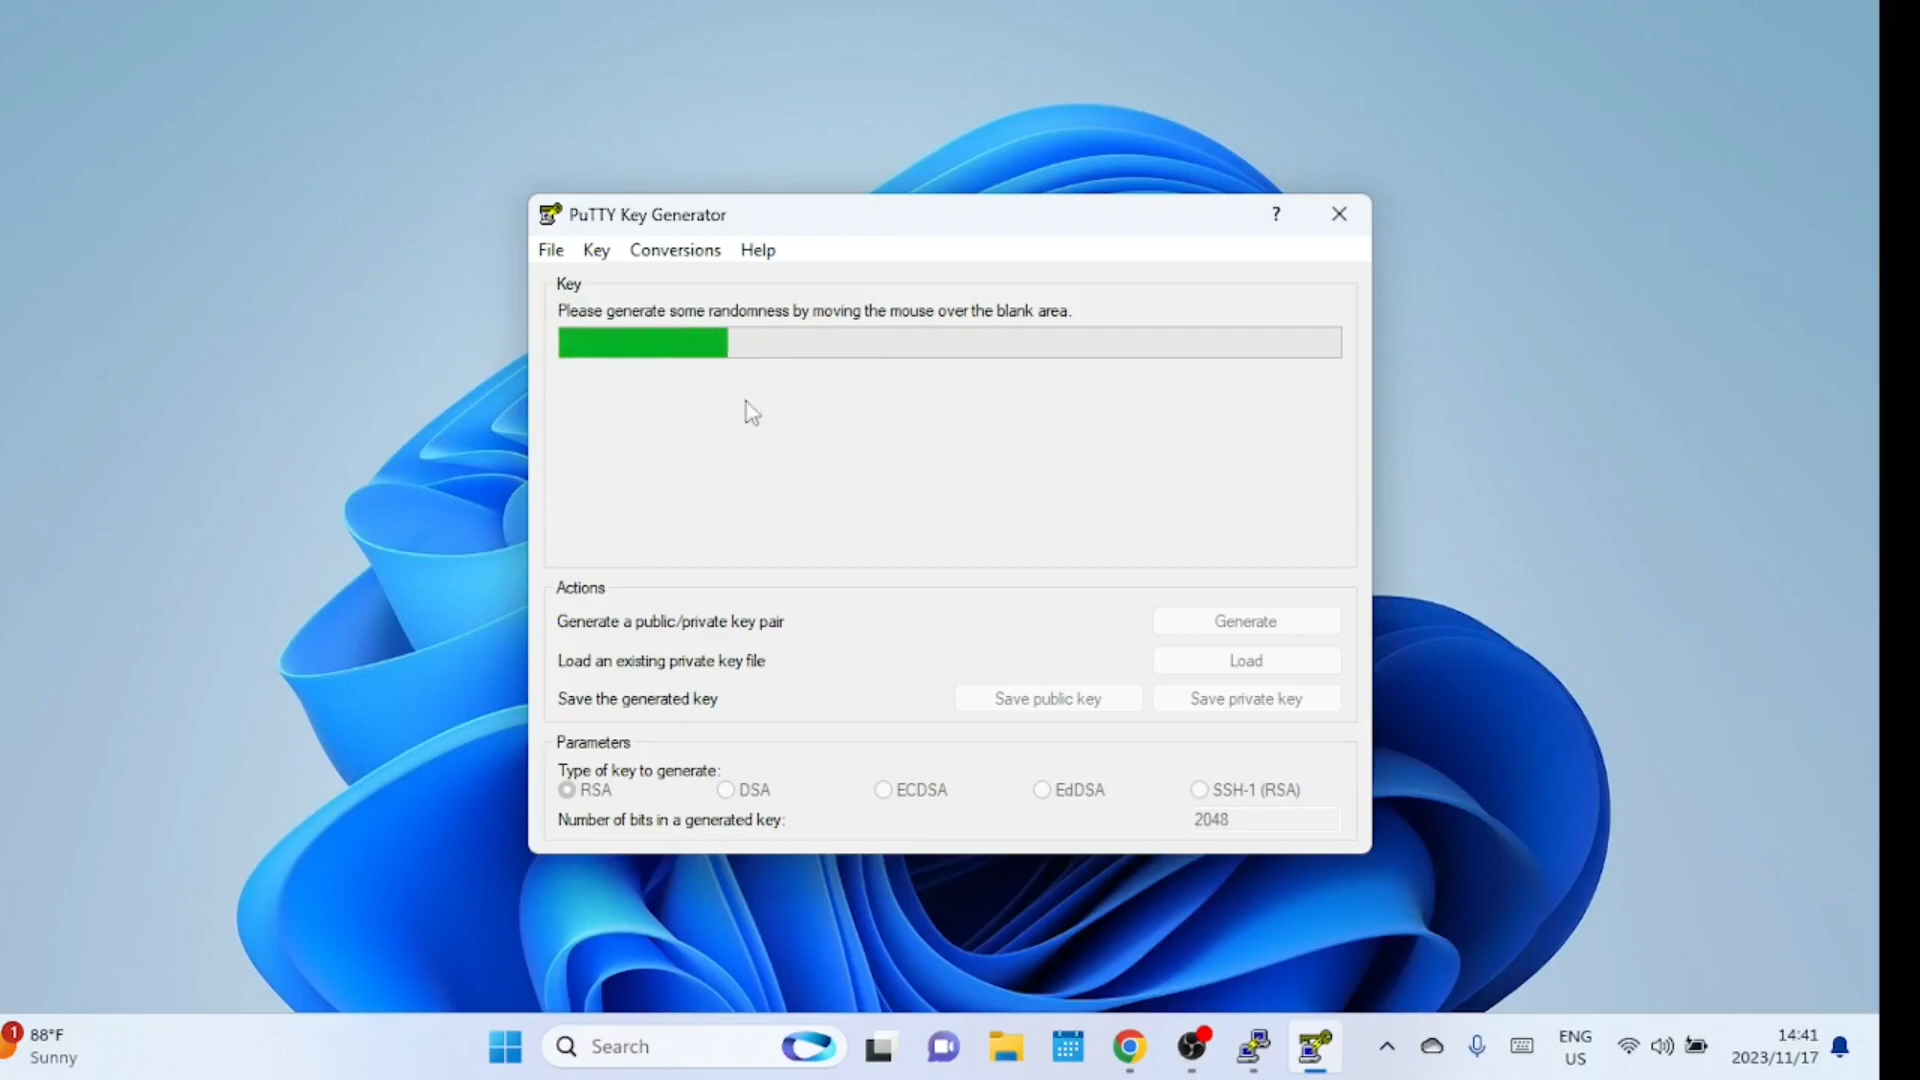 PuTTY Key Generator
?
File Key Conversions Help
Key
Please generate some randomness by moving the mouse over the blank area.
Actions
Generate a public/private key pair
Generate
Load an existing private key file
Load
Save the generated key
Save public key
Save private key
Parameters
Type of key to generate:
RSA
DSA
ECDSA
EdDSA
SSH-1 (RSA)
Number of bits in a generated key:
2048
1
88°F
Sunny
Search
ENG
US
14:41
2023/11/17